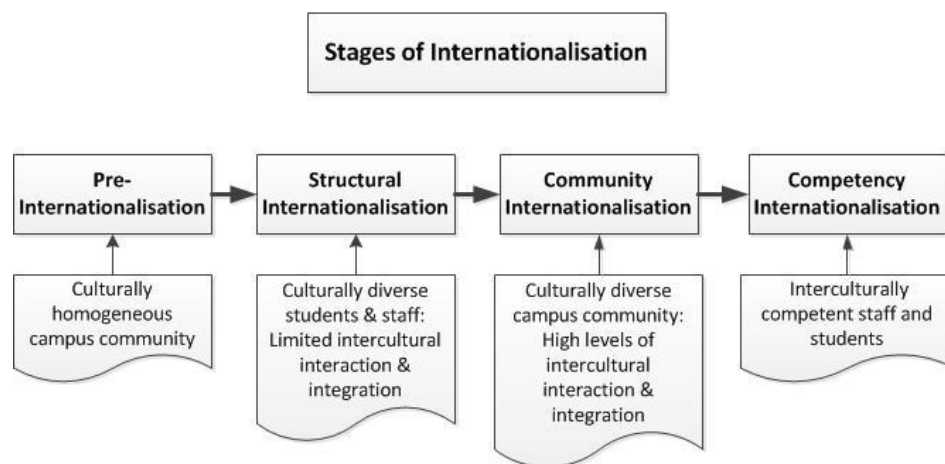 Stages of Internationalisation
Pre-
Internationalisation
Structural
Internationalisation
Community
Internationalisation
Competency
Internationalisation
Culturally
homogeneous
campus community
Culturally diverse
students & staff:
Limited intercultural
interaction &
integration
Culturally diverse
campus community:
High levels of
intercultural
interaction &
integration
Interculturally
competent staff and
students